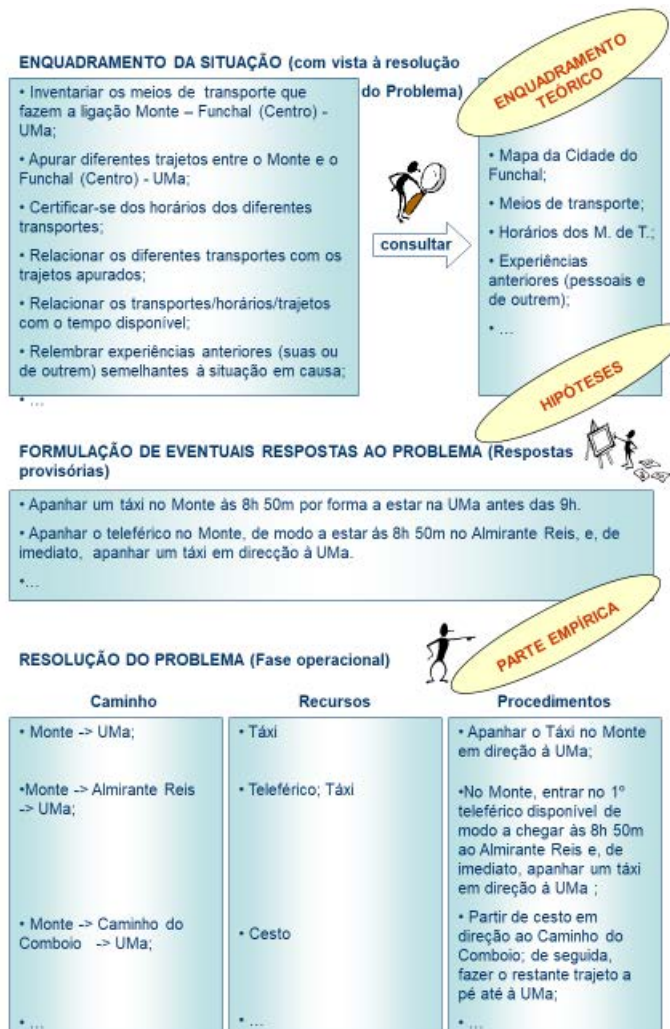 ENQUADRAMENTO DA SITUAÇÃO (com vista à resolução
do Problema)
ENQUADRAMENTO
TEÓRICO
• Inventariar os meios de transporte que
fazem a ligação Monte – Funchal (Centro) -
UMa;
• Apurar diferentes trajetos entre o Monte e o
Funchal (Centro) - UMa;
• Certificar-se dos horários dos diferentes
transportes;
• Relacionar os diferentes transportes com os
trajetos apurados;
• Relacionar os transportes/horários/trajetos
com o tempo disponível;
• Relembrar experiências anteriores (suas ou
de outrem) semelhantes à situação em causa;
• ...
consultar
• Mapa da Cidade do
Funchal;
• Meios de transporte;
• Horários dos M. de T.;
• Experiências
anteriores (pessoais e
de outrem);
• ...
HIPÓTESES
FORMULAÇÃO DE EVENTUAIS RESPOSTAS AO PROBLEMA (Respostas
provisórias)
• Apanhar um táxi no Monte às 8h 50m por forma a estar na UMa antes das 9h.
• Apanhar o teleférico no Monte, de modo a estar ás 8h 50m no Almirante Reis, e, de
imediato, apanhar um táxi em direcção à UMa.
•...
PARTE EMPÍRICA
RESOLUÇÃO DO PROBLEMA (Fase operacional)
Caminho
Recursos
Procedimentos
• Monte -> UMa;
• Táxi
• Apanhar o Táxi no Monte
em direção à UMa;
•Monte -> Almirante Reis
-> UMa;
• Teleférico; Táxi
•No Monte, entrar no 1º
teleférico disponível de
modo a chegar às 8h 50m
ao Almirante Reis e, de
imediato, apanhar um táxi
em direção à UMa ;
• Monte -> Caminho do
Comboio -> UMa;
• Cesto
• Partir de cesto em
direção ao Caminho do
Comboio; de seguida,
fazer o restante trajeto a
pé até à UMa;
• ...
• ...
• ...